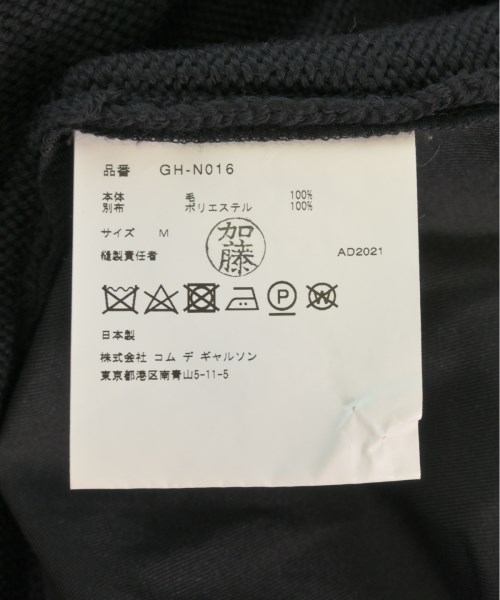 品番 GH-N016
本体 毛 100%
別布 ポリエステル 100%
サイズ M
縫製責任者 加藤 AD2021
P W
日本製
株式会社 コム デ ギャルソン
東京都港区南青山5-11-5